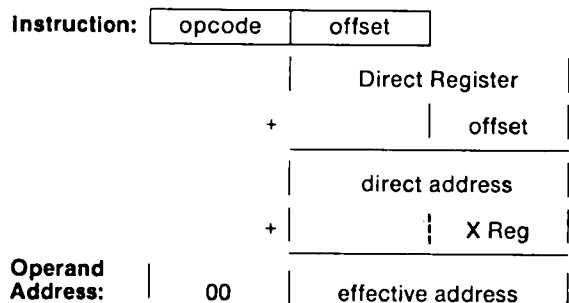 Instruction: opcode offset
Direct Register
+ offset
direct address
+ X Reg
Operand
Address: 00 effective address